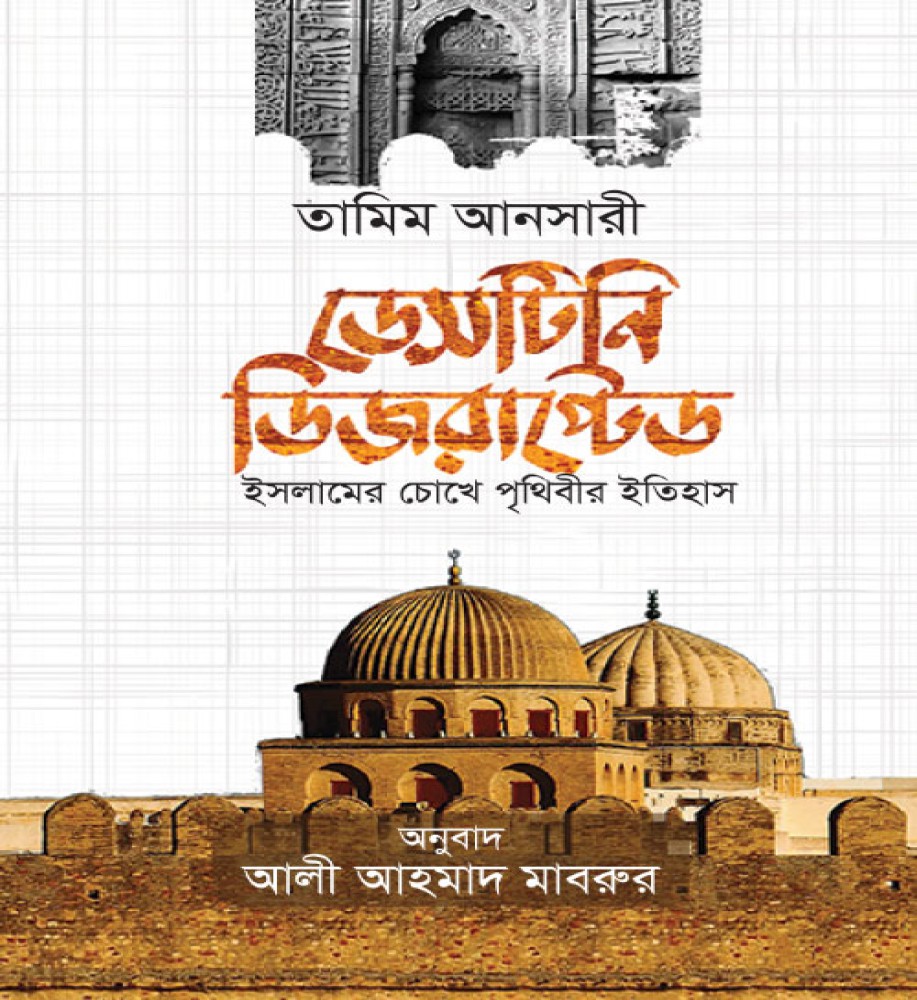 তামিম আনসারী
ডেসটিনি
ডিজরাপ্টেড
ইসলামের চোখে পৃথিবীর ইতিহাস
অনুবাদ
আলী আহমাদ মাবরুর